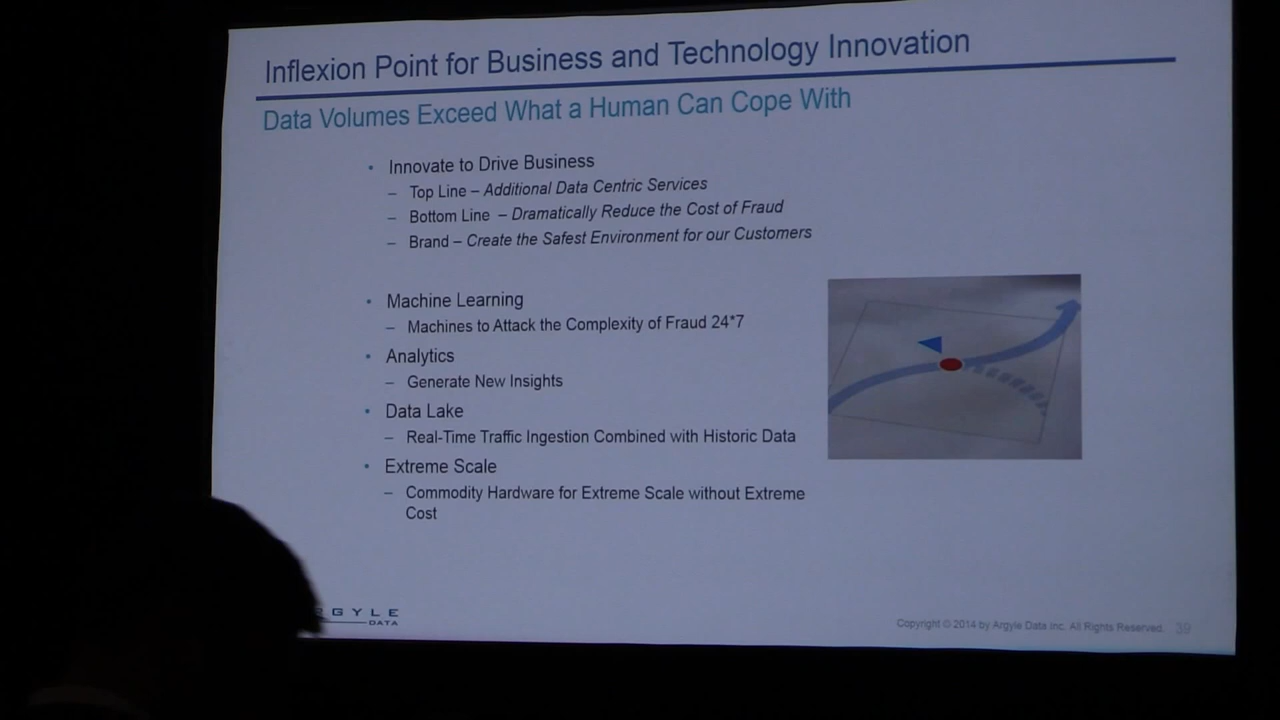 Inflexion Point for Business and Technology Innovation
Data Volumes Exceed What a Human Can Cope With
• Innovate to Drive Business
– Top Line – Additional Data Centric Services
– Bottom Line – Dramatically Reduce the Cost of Fraud
– Brand – Create the Safest Environment for our Customers
• Machine Learning
– Machines to Attack the Complexity of Fraud 24*7
• Analytics
– Generate New Insights
• Data Lake
– Real-Time Traffic Ingestion Combined with Historic Data
• Extreme Scale
– Commodity Hardware for Extreme Scale without Extreme
Cost
RGYLE
DATA
Copyright © 2014 by Argyle Data Inc. All Rights Reserved. 39